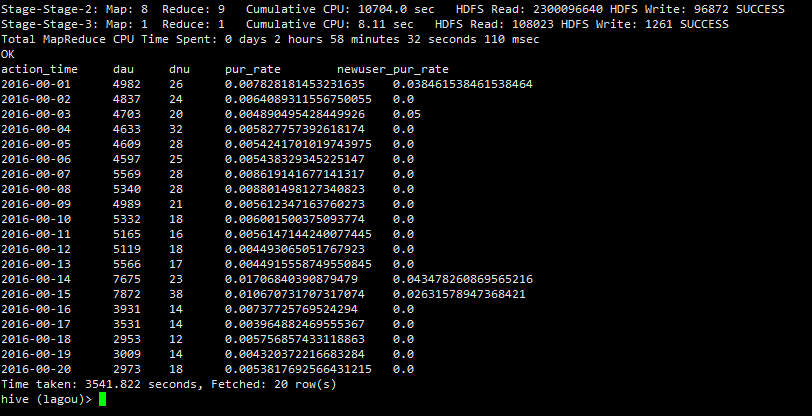 Stage-Stage-2: Map: 8  Reduce: 9   Cumulative CPU: 10704.0 sec   HDFS Read: 2300096640 HDFS Write: 96872 SUCCESS
Stage-Stage-3: Map: 1  Reduce: 1   Cumulative CPU: 8.11 sec   HDFS Read: 108023 HDFS Write: 1261 SUCCESS
Total MapReduce CPU Time Spent: 0 days 2 hours 58 minutes 32 seconds 110 msec
OK
action_time	dau	dnu	pur_rate	newuser_pur_rate
2016-00-01	4982	26	0.007828181453231635	0.038461538461538464
2016-00-02	4837	24	0.0064089311556750055	0.0
2016-00-03	4703	20	0.004890495428449926	0.05
2016-00-04	4633	32	0.005827757392618174	0.0
2016-00-05	4609	28	0.0054241701019743975	0.0
2016-00-06	4597	25	0.005438329345225147	0.0
2016-00-07	5569	28	0.008619141677141317	0.0
2016-00-08	5340	28	0.008801498127340823	0.0
2016-00-09	4989	21	0.005612347163760273	0.0
2016-00-10	5332	18	0.006001500375093774	0.0
2016-00-11	5165	16	0.0056147144240077445	0.0
2016-00-12	5119	18	0.004493065051767923	0.0
2016-00-13	5566	17	0.0044915558749550845	0.0
2016-00-14	7675	23	0.01706840390879479	0.043478260869565216
2016-00-15	7872	38	0.010670731707317074	0.02631578947368421
2016-00-16	3931	14	0.00737725769524294	0.0
2016-00-17	3531	14	0.003964882469555367	0.0
2016-00-18	2953	12	0.005756857433118863	0.0
2016-00-19	3009	14	0.004320372216683284	0.0
2016-00-20	2973	18	0.0053817692566431215	0.0
Time taken: 3541.822 seconds, Fetched: 20 row(s)
hive (lagou)>